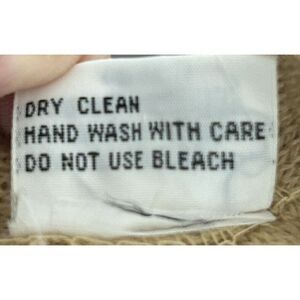 DRY CLEAN
HAND WASH WITH CARE
DO NOT USE BLEACH